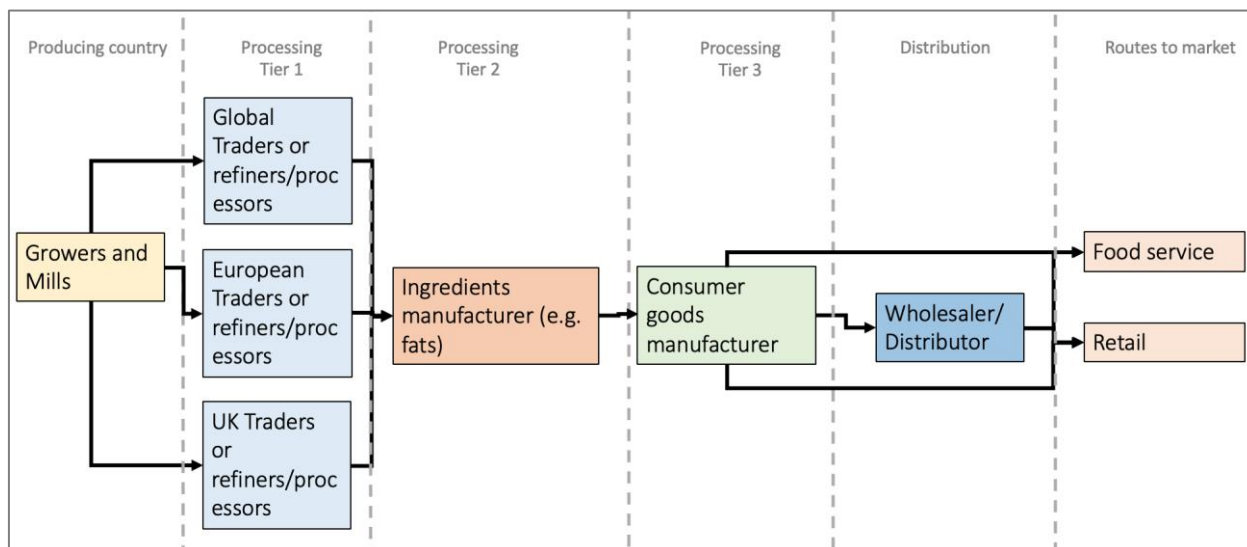 Producing country
Processing
Tier 1
Processing
Tier 2
Processing
Tier 3
Distribution
Routes to market
Global
Traders or
refiners/proc
essors
Growers and
Mills
European
Traders or
refiners/proc
essors
UK Traders
or
refiners/proc
essors
Ingredients
manufacturer (e.g.
fats)
Consumer
goods
manufacturer
Wholesaler/
Distributor
Food service
Retail